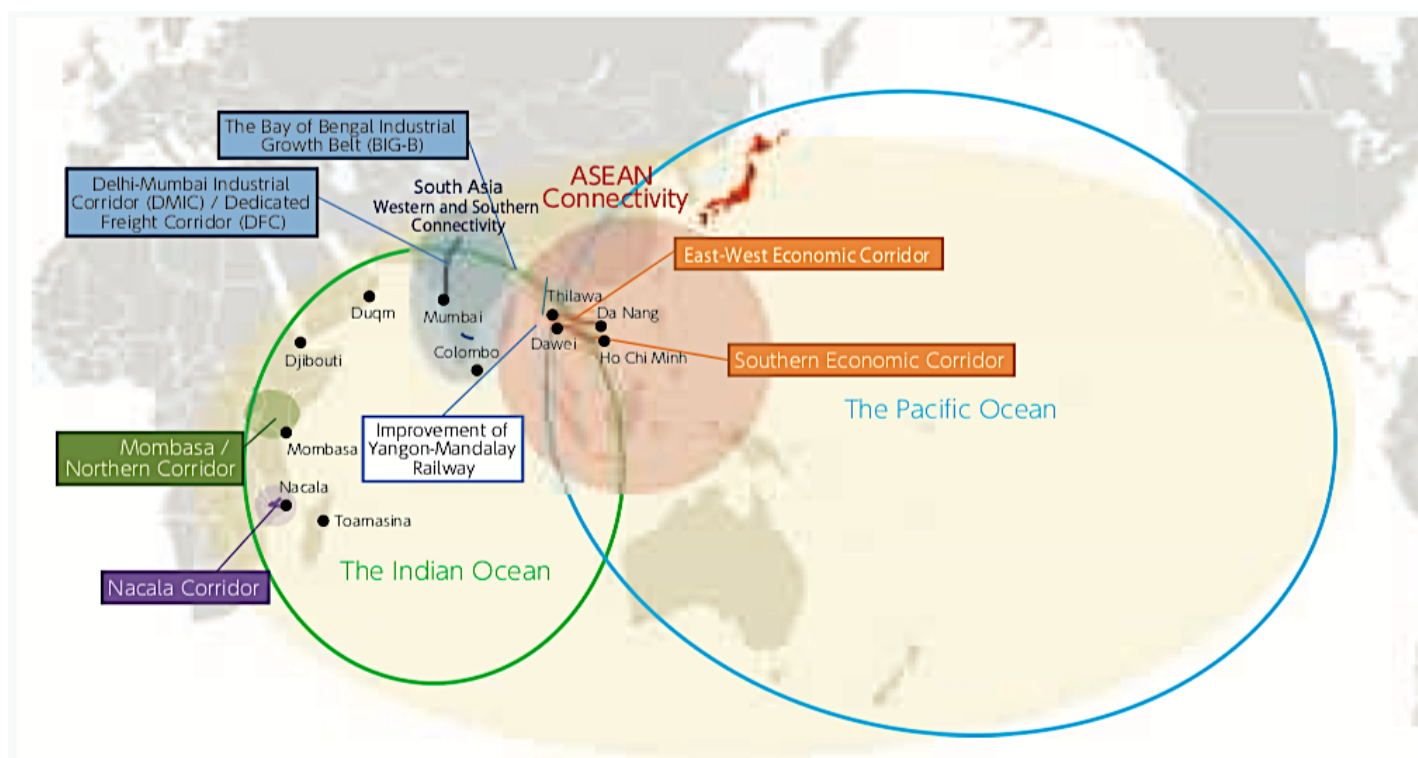 The Bay of Bengal Industrial
Growth Belt (BIG-B)
Delhi-Mumbai Industrial
Corridor (DMIC) / Dedicated
Freight Corridor (DFC)
South Asia
Western and Southern
Connectivity
ASEAN
Connectivity
East-West Economic Corridor
Duqm
Mumbai
Thilawa
Da Nang
Djibouti
Colombo
Dawei
Ho Chi Minh
Southern Economic Corridor
The Pacific Ocean
Mombasa /
Northern Corridor
Mombasa
Improvement of
Yangon-Mandalay
Railway
Nacala
Toamasina
The Indian Ocean
Nacala Corridor